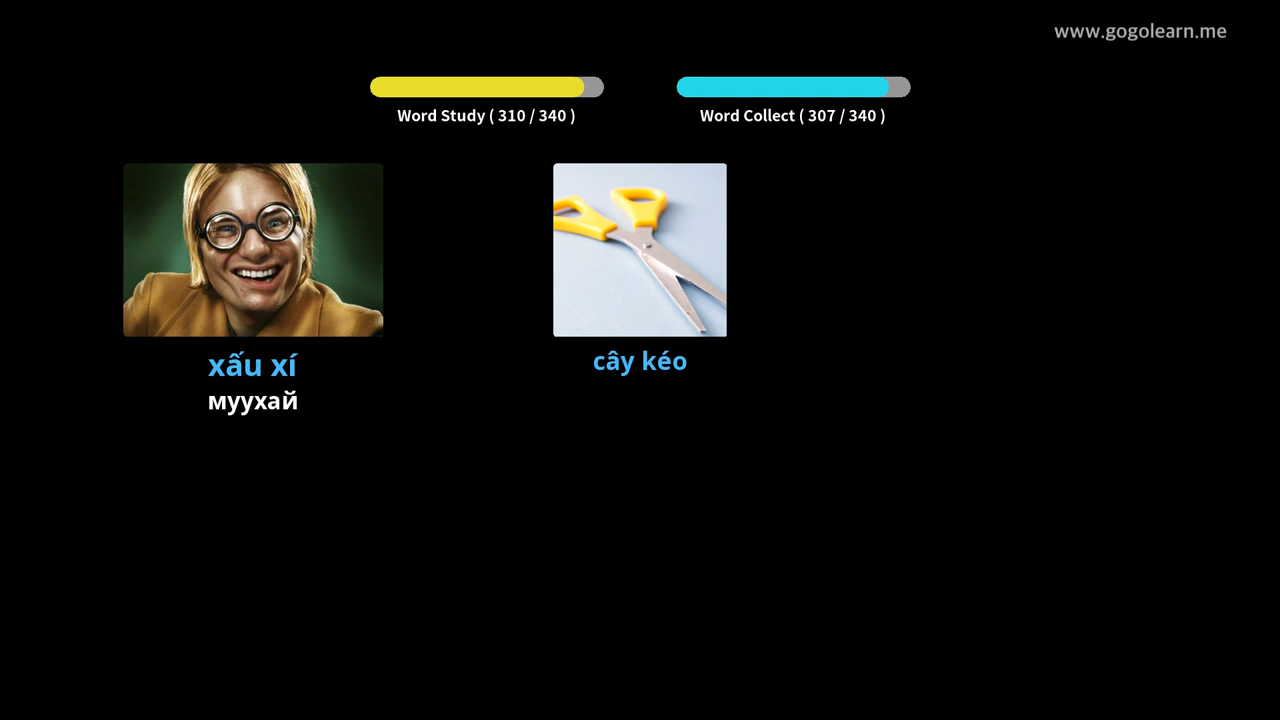 www.gogolearn.me
Word Study ( 310 / 340 )
Word Collect ( 307 / 340 )
xấu xí
муухай
cây kéo